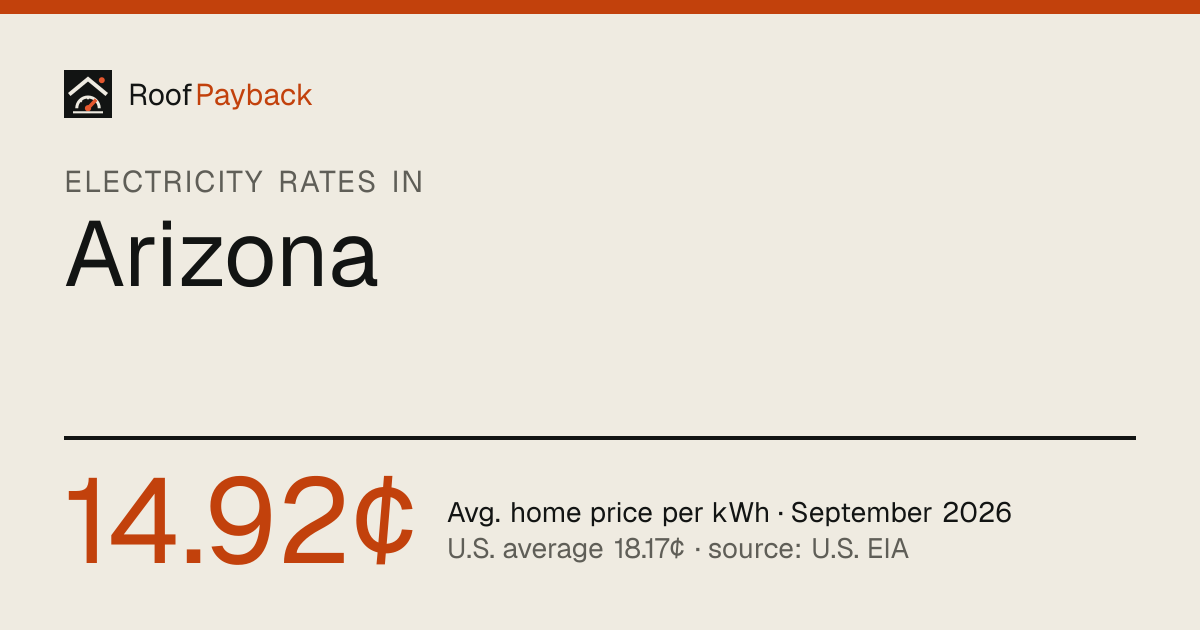 RoofPayback
ELECTRICITY RATES IN
Arizona
14.92¢
Avg. home price per kWh · September 2026
U.S. average 18.17¢ · source: U.S. EIA